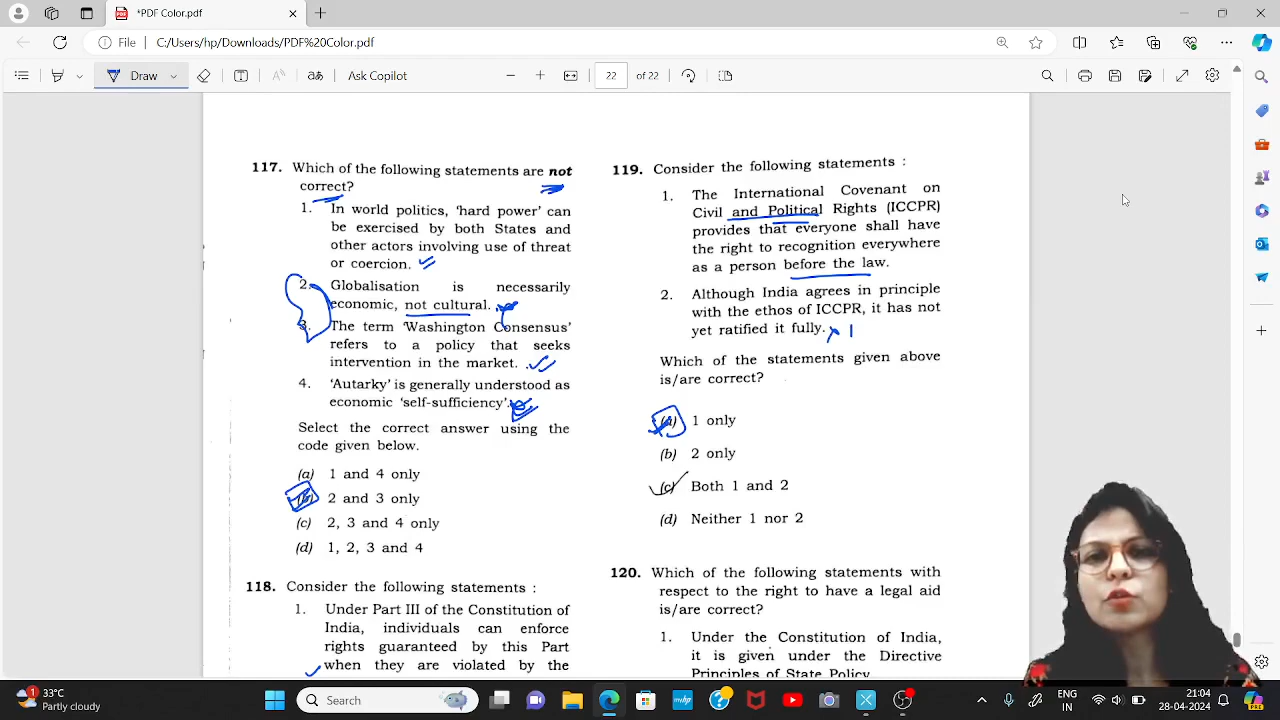 *PDF Color.pdf
File
C:/Users/hp/Downloads/PDF%20Color.pdf
Draw
Ask Copilot
22
of 22
117. Which of the following statements are not
correct?
1. In world politics, ‘hard power’ can
be exercised by both States and
other actors involving use of threat
or coercion.
2. Globalisation is necessarily
economic, not cultural.
3. The term ‘Washington Consensus’
refers to a policy that seeks
intervention in the market.
4. ‘Autarky’ is generally understood as
economic ‘self-sufficiency’.
Select the correct answer using the
code given below.
(a) 1 and 4 only
(b) 2 and 3 only
(c) 2, 3 and 4 only
(d) 1, 2, 3 and 4
118. Consider the following statements :
1. Under Part III of the Constitution of
India, individuals can enforce
rights guaranteed by this Part
when they are violated by the
119. Consider the following statements :
1. The International Covenant on
Civil and Political Rights (ICCPR)
provides that everyone shall have
the right to recognition everywhere
as a person before the law.
2. Although India agrees in principle
with the ethos of ICCPR, it has not
yet ratified it fully.
Which of the statements given above
is/are correct?
(a) 1 only
(b) 2 only
(c) Both 1 and 2
(d) Neither 1 nor 2
120. Which of the following statements with
respect to the right to have a legal aid
is/are correct?
1. Under the Constitution of India,
it is given under the Directive
Principles of State Policy.
33°C
Partly cloudy
Search
ENG
IN
21:04
28-04-2024